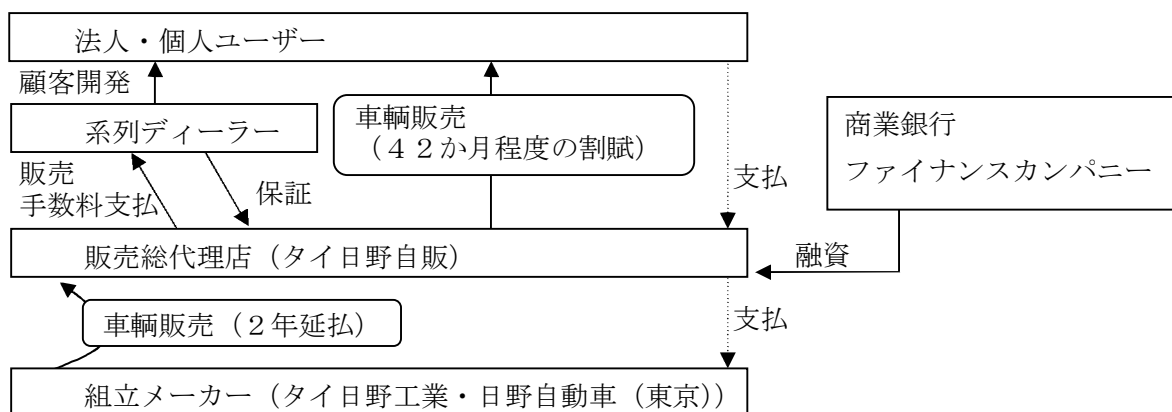 法人・個人ユーザー
顧客開発
系列ディーラー
車輌販売
（４２か月程度の割賦）
商業銀行
ファイナンスカンパニー
販売
手数料支払
保証
支払
販売総代理店（タイ日野自販）
融資
車輌販売（２年延払）
支払
組立メーカー（タイ日野工業・日野自動車（東京））